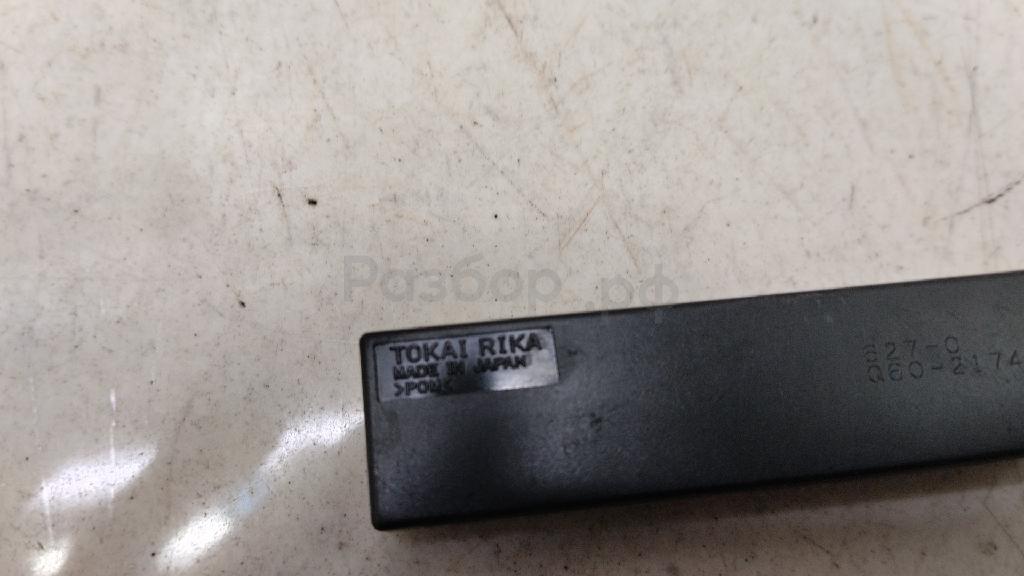 Разбор.рф
TOKAI RIKA
MADE IN JAPAN
>POM<
827-0
Q60-2174